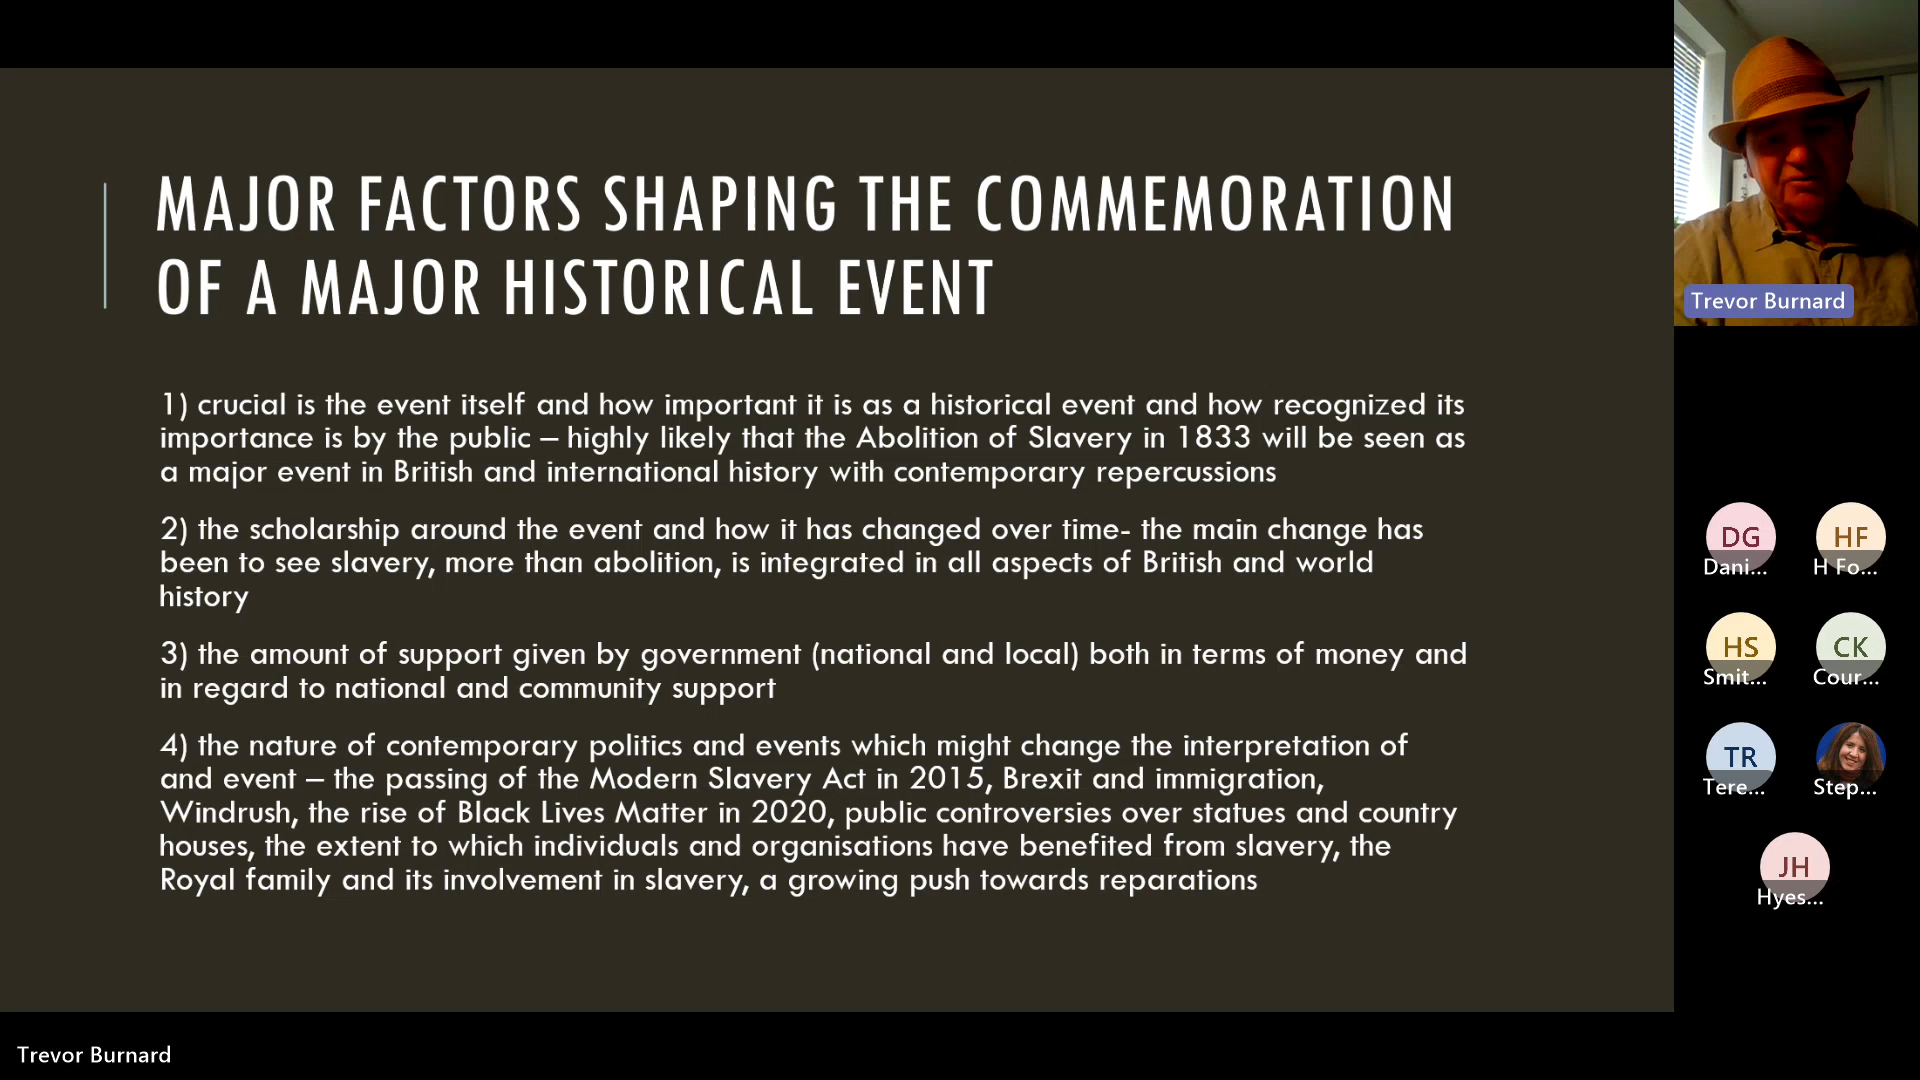 MAJOR FACTORS SHAPING THE COMMEMORATION
OF A MAJOR HISTORICAL EVENT
1) crucial is the event itself and how important it is as a historical event and how recognized its
importance is by the public – highly likely that the Abolition of Slavery in 1833 will be seen as
a major event in British and international history with contemporary repercussions
2) the scholarship around the event and how it has changed over time- the main change has
been to see slavery, more than abolition, is integrated in all aspects of British and world
history
3) the amount of support given by government (national and local) both in terms of money and
in regard to national and community support
4) the nature of contemporary politics and events which might change the interpretation of
and event – the passing of the Modern Slavery Act in 2015, Brexit and immigration,
Windrush, the rise of Black Lives Matter in 2020, public controversies over statues and country
houses, the extent to which individuals and organisations have benefited from slavery, the
Royal family and its involvement in slavery, a growing push towards reparations
Trevor Burnard
DG
Dani...
HF
H Fo...
HS
Smit...
CK
Cour...
TR
Tere...
Step...
JH
Hyes...
Trevor Burnard